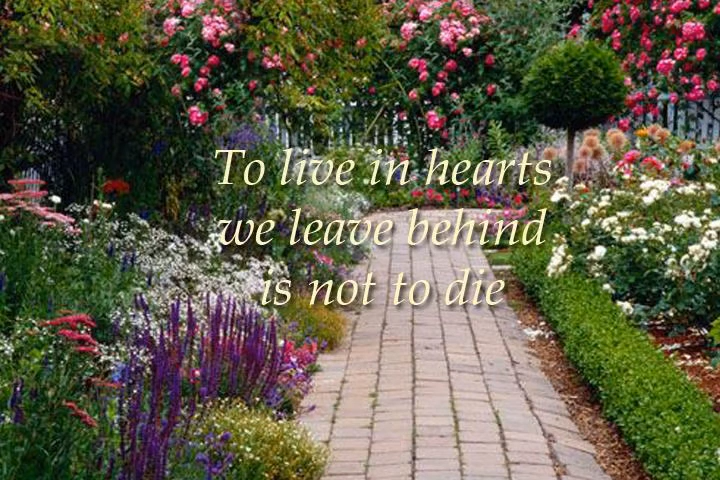 To live in hearts
we leave behind
is not to die